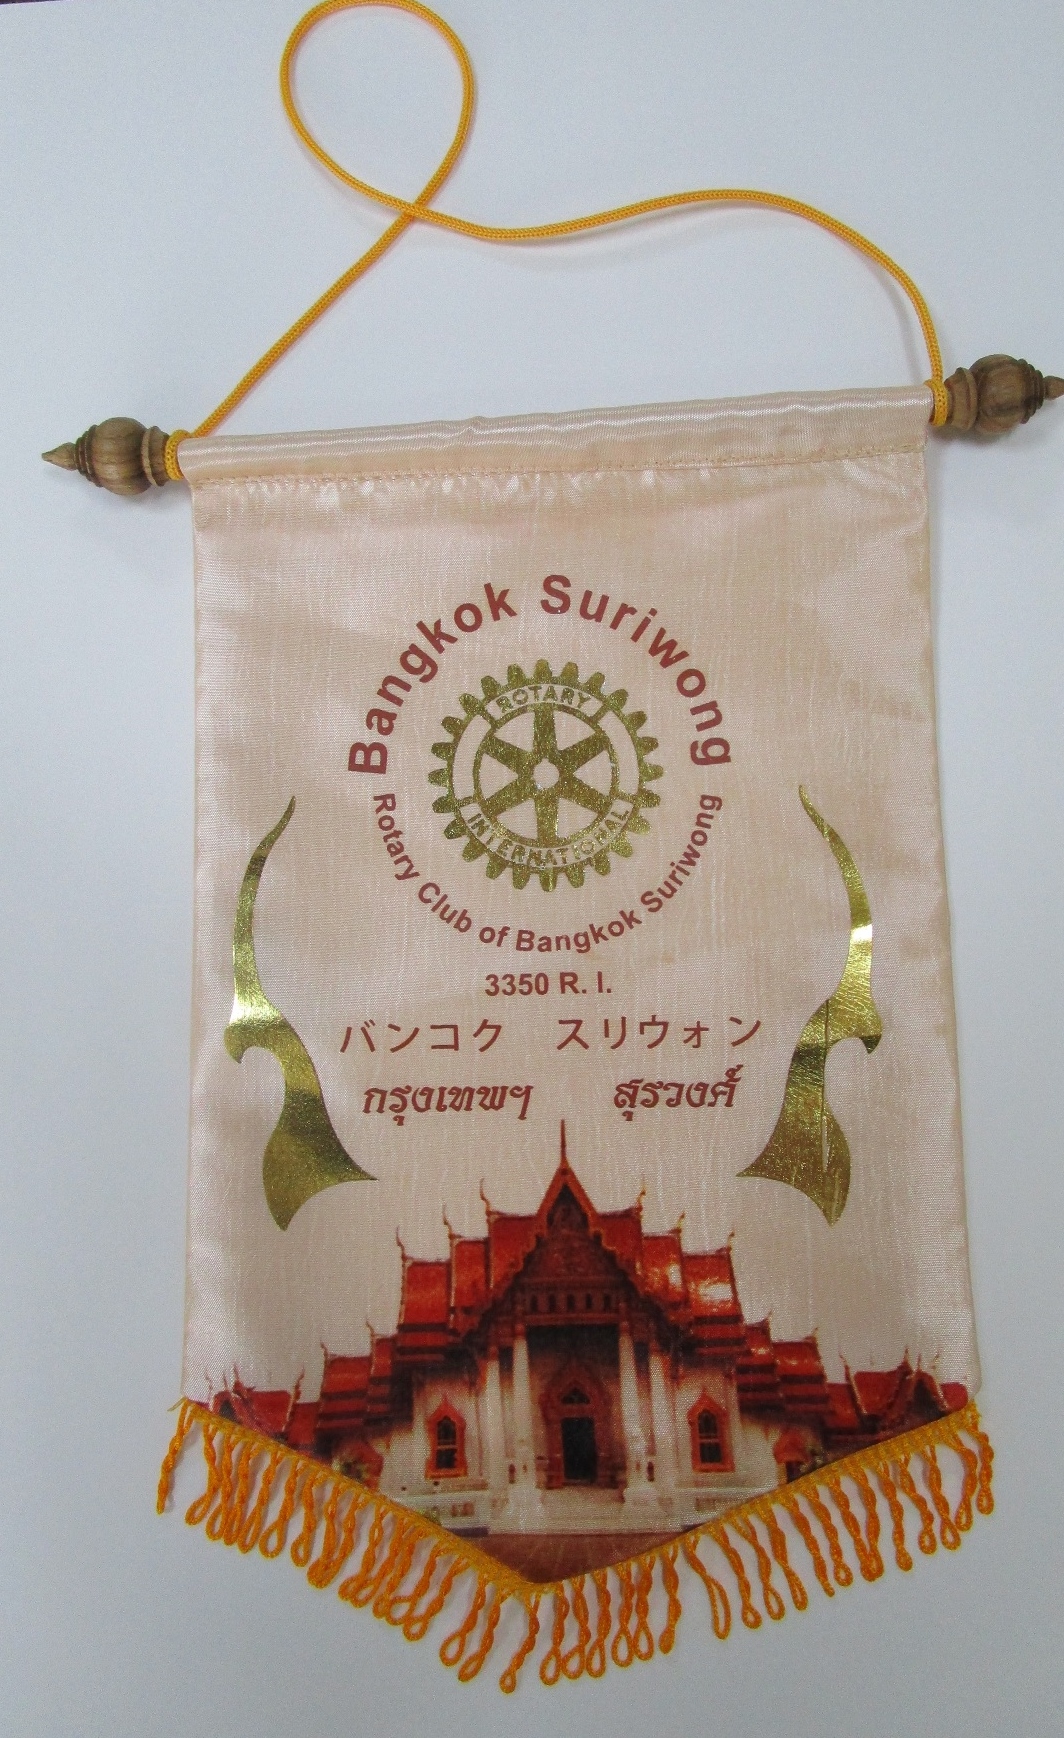 Bangkok Suriwong
ROTARY
INTERNATIONAL
Rotary Club of Bangkok Suriwong
3350 R. I.
バンコク　スリウォン
กรุงเทพฯ สุรวงศ์